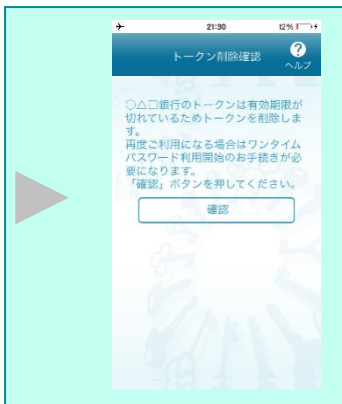 21:30
12%
トークン削除確認
?
ヘルプ
○△□銀行のトークンは有効期限が
切れているためトークンを削除しま
す。
再度ご利用になる場合はワンタイム
パスワード利用開始のお手続きが必
要になります。
「確認」ボタンを押してください。
確認